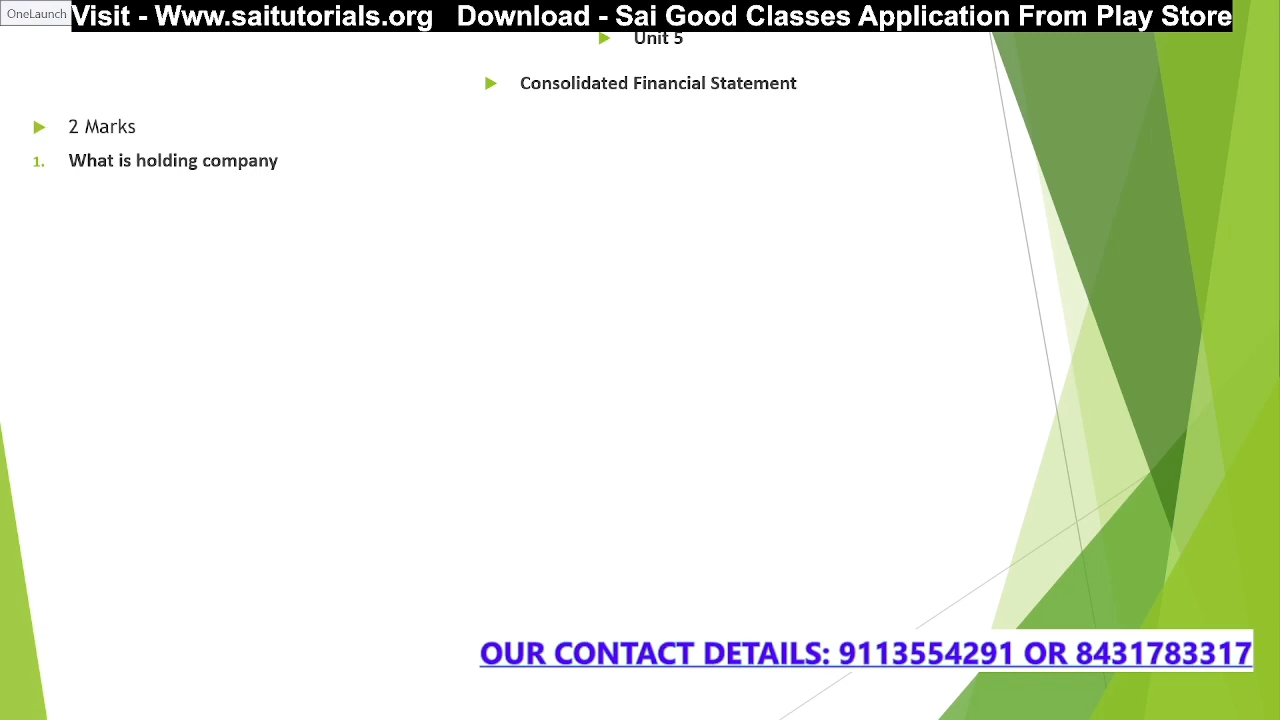 OneLaunch
Visit - Www.saitutorials.org Download - Sai Good Classes Application From Play Store
Unit 5
Consolidated Financial Statement
2 Marks
1. What is holding company
OUR CONTACT DETAILS: 9113554291 OR 8431783317